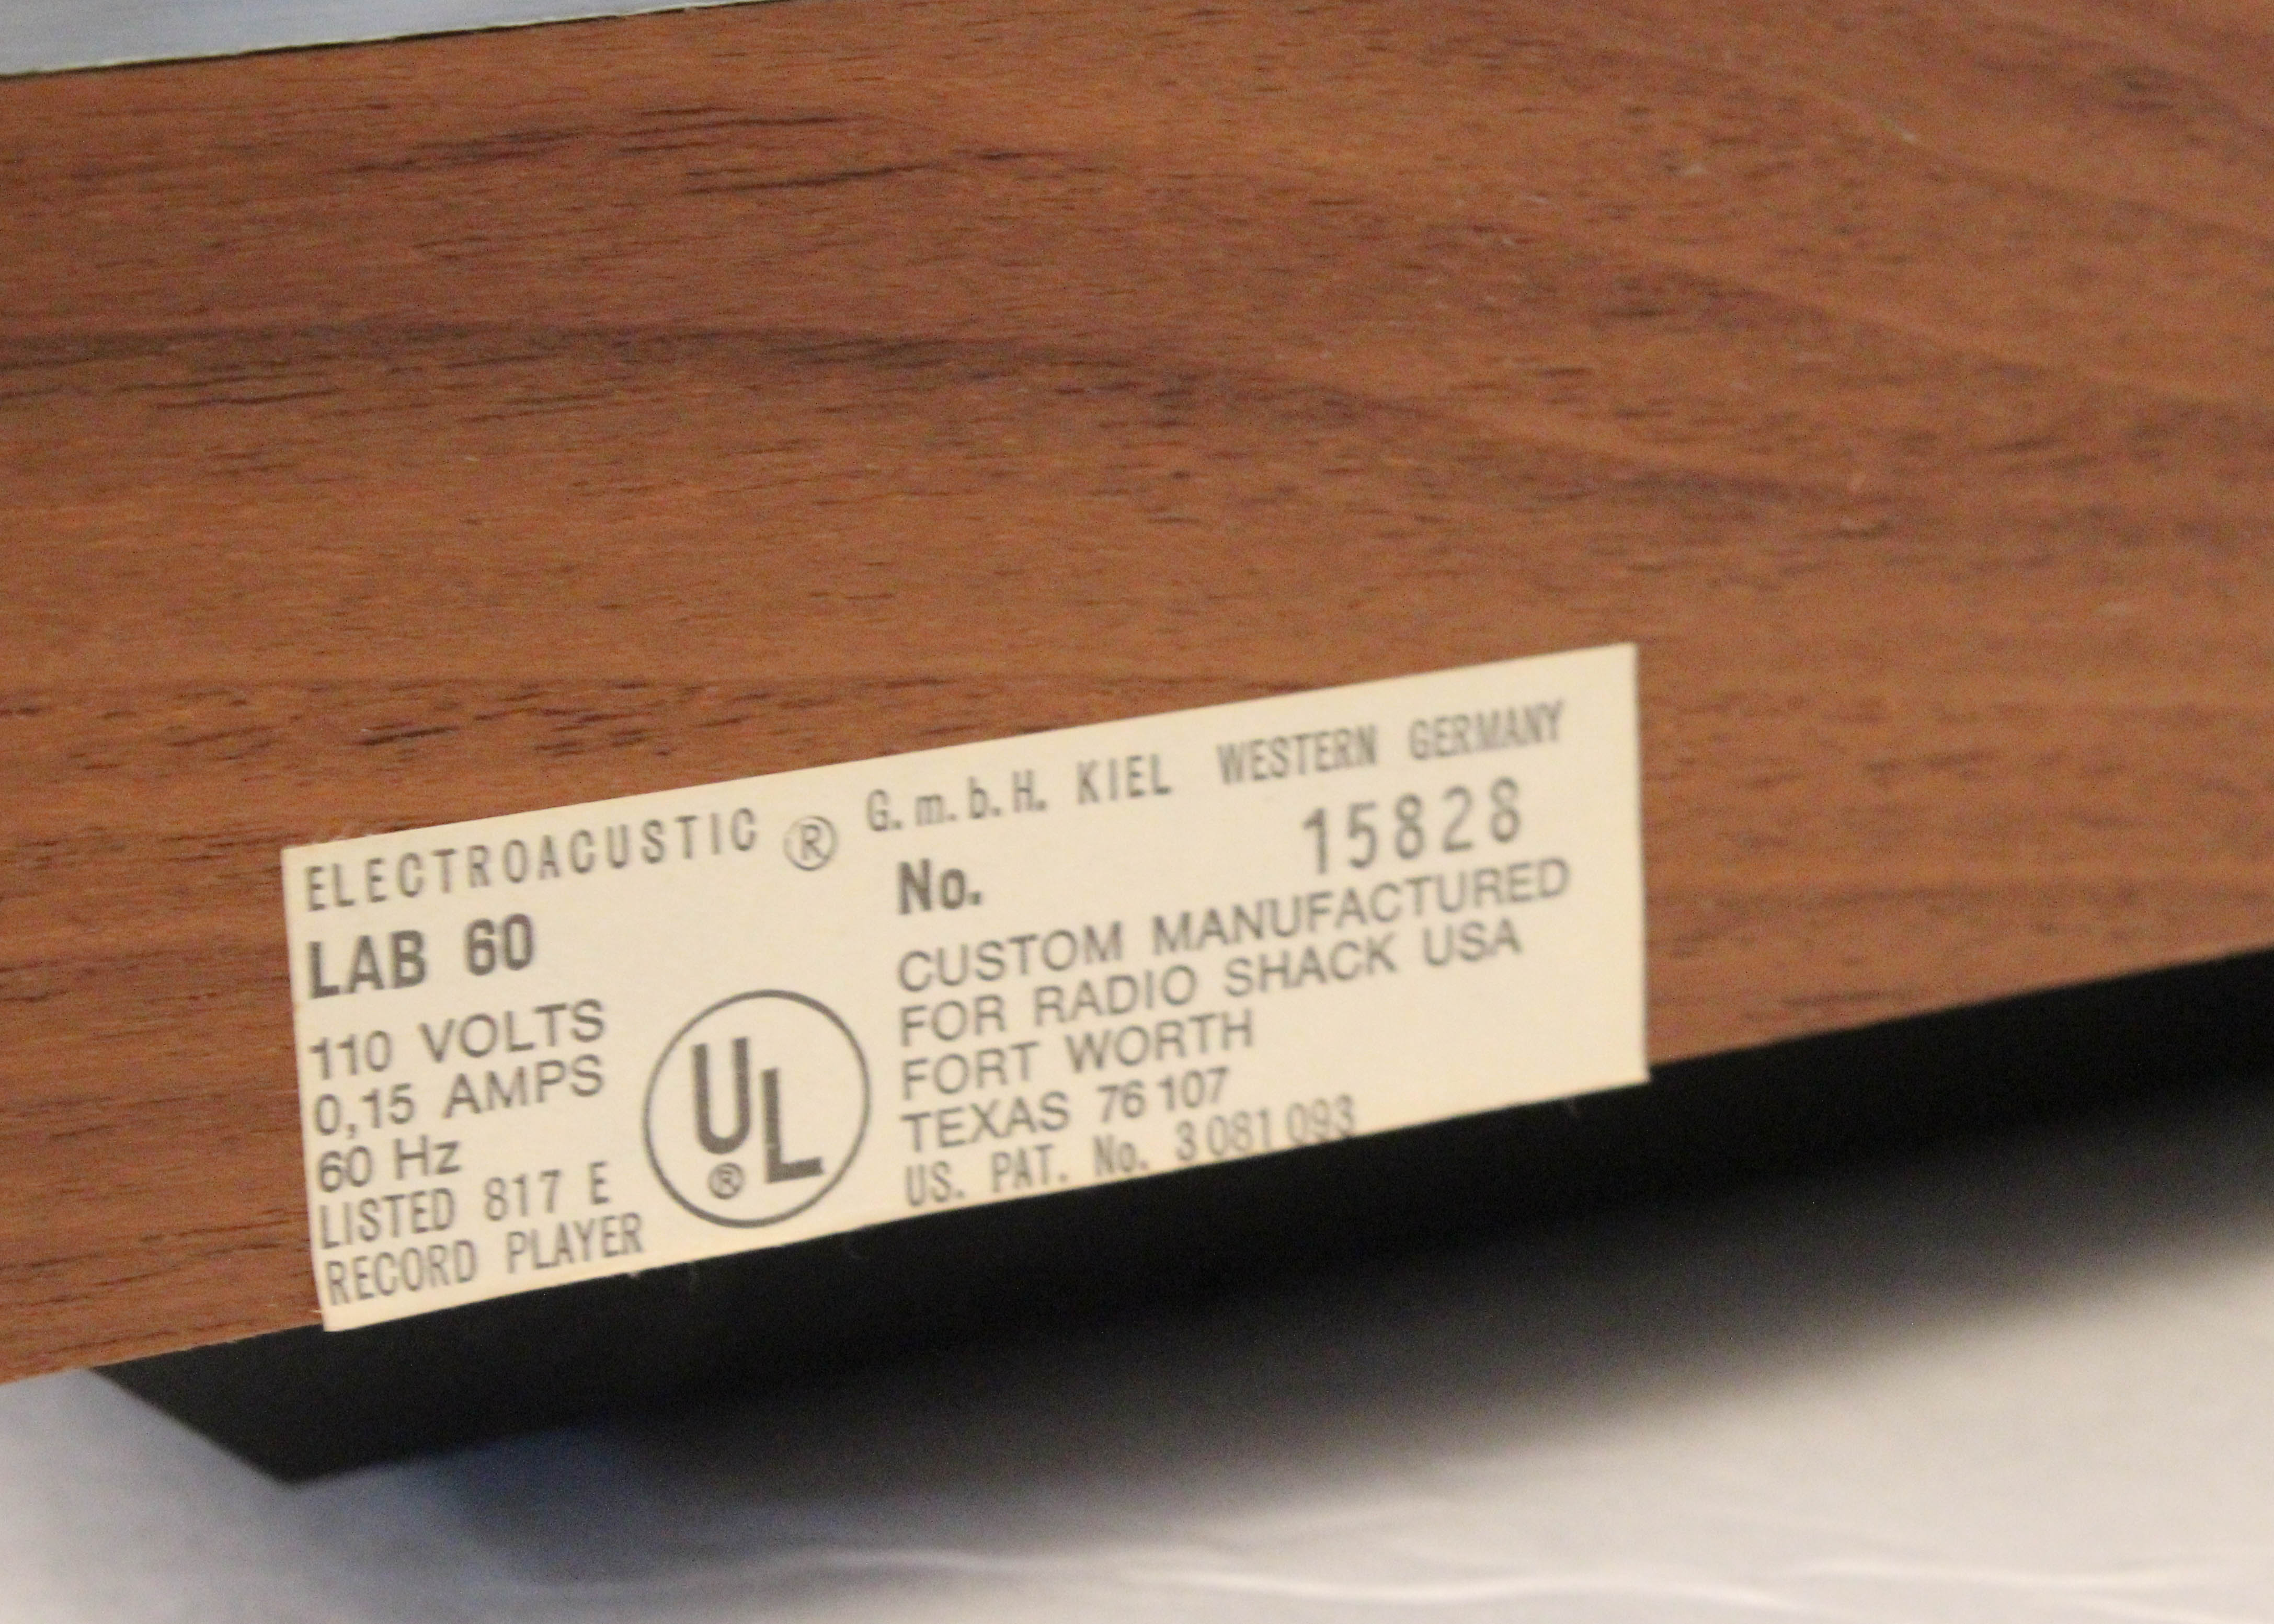 ELECTROACUSTIC ® G.m.b.H. KIEL WESTERN GERMANY
LAB 60
110 VOLTS
0,15 AMPS
60 Hz
LISTED 817 E
RECORD PLAYER
UL
®
No. 15828
CUSTOM MANUFACTURED
FOR RADIO SHACK USA
FORT WORTH
TEXAS 76 107
US. PAT. No. 3 081 093